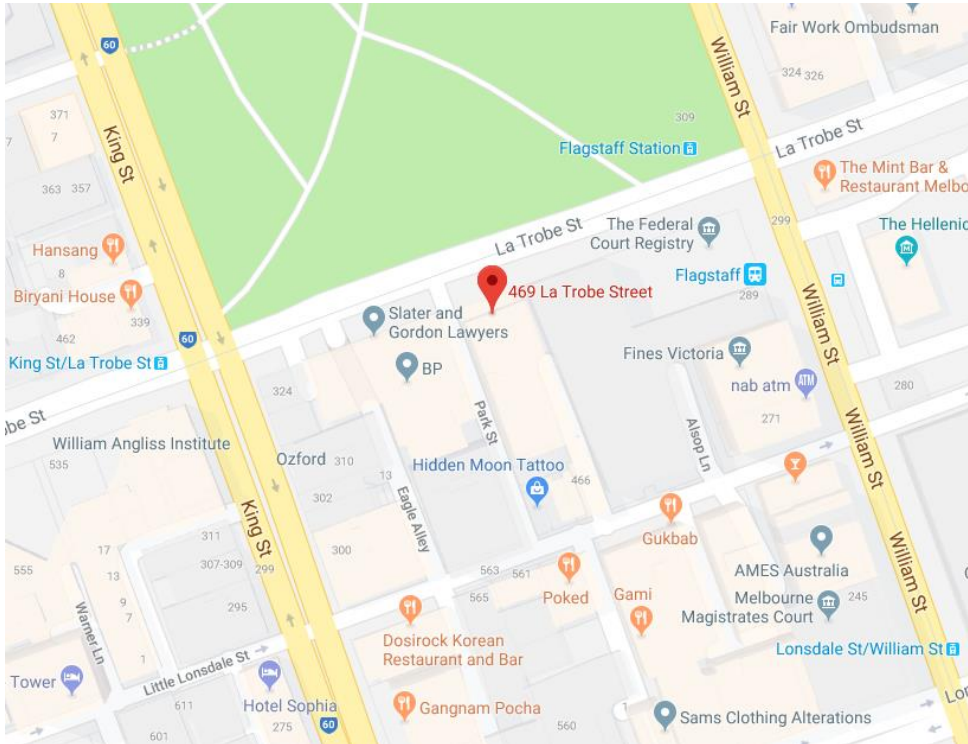 Fair Work Ombudsman
324 326
60
371
7
King St
William St
309
Flagstaff Station
La Trobe St
The Mint Bar &
Restaurant Melbo
363 357
299
The Hellenic
The Federal
Court Registry
La Trobe St
Hansang
8
Biryani House
339
Flagstaff
289
469 La Trobe Street
Slater and
Gordon Lawyers
60
462
King St/La Trobe St
BP
Fines Victoria
William St
nab atm
ATM
280
324
271
obe St
Park St
Alsop Ln
William St
William Angliss Institute
535
Ozford
310
13
Hidden Moon Tattoo
466
302
Eagle Alley
King St
Gukbab
311
17
555
13
307-309
299
300
563
561
565
AMES Australia
Poked
Gami
Melbourne
Magistrates Court
245
William St
9
7
295
Warner Ln
1
Dosirock Korean
Restaurant and Bar
Lonsdale St/William St
Little Lonsdale St
Tower
Hotel Sophia
Gangnam Pocha
611
275
60
560
1
Sams Clothing Alterations
Lon
601